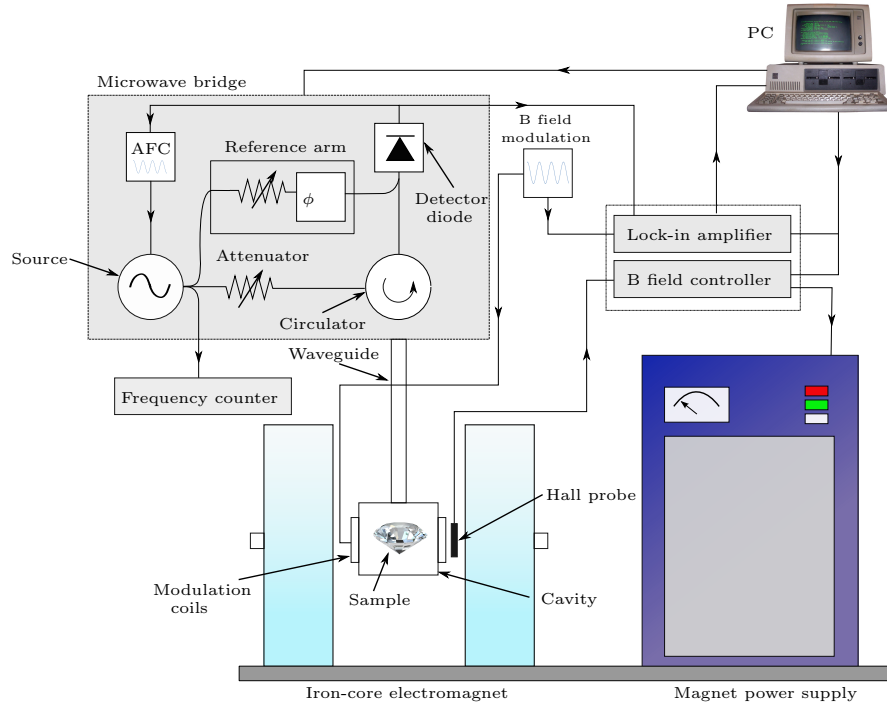 PC
Microwave bridge
AFC
Reference arm
ϕ
B field
modulation
Detector
diode
Lock-in amplifier
Source
Attenuator
B field controller
Circulator
Waveguide
Frequency counter
Hall probe
Modulation
coils
Sample
Cavity
Iron-core electromagnet
Magnet power supply